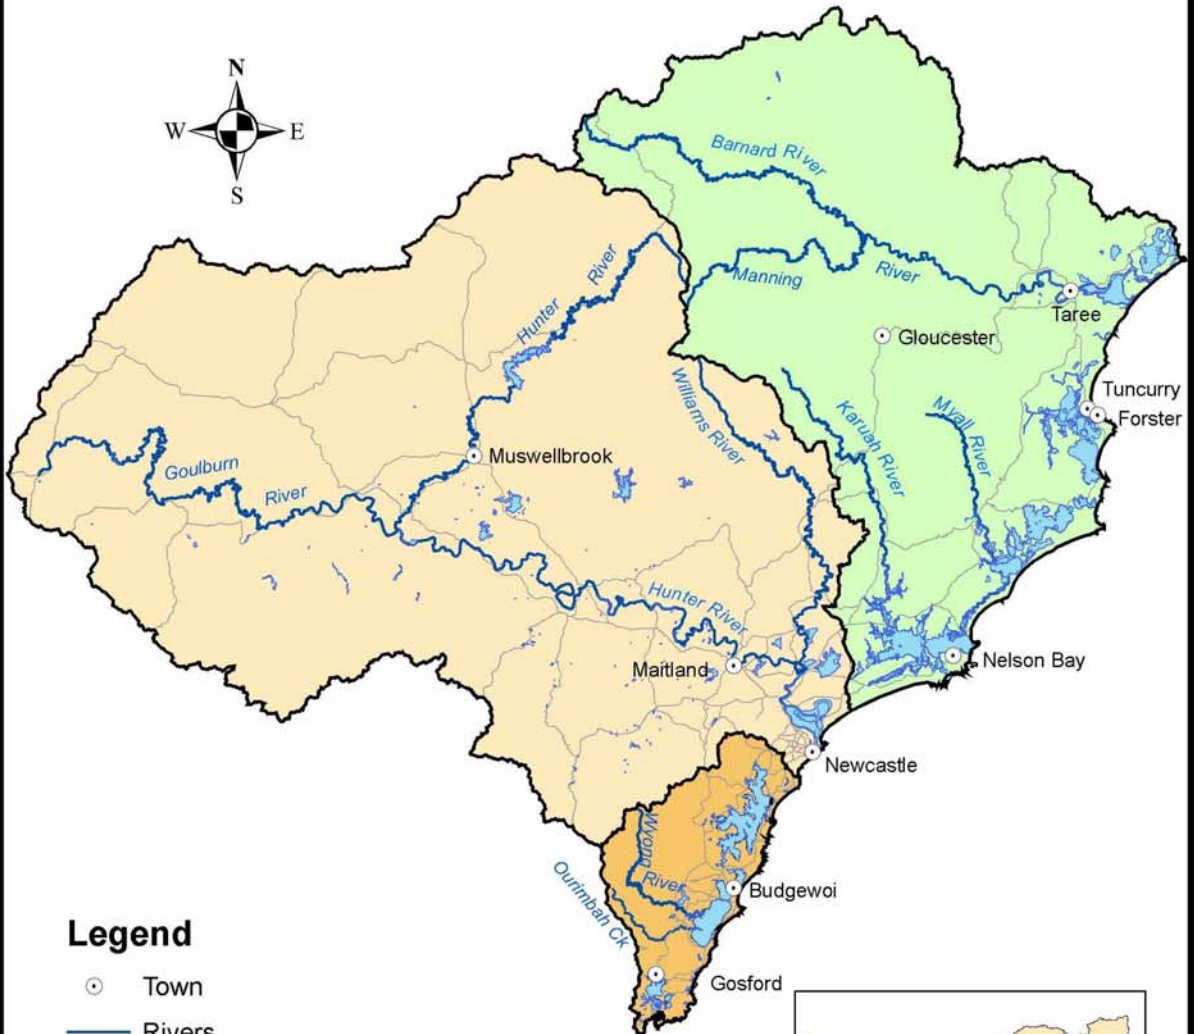 N
W E
S
Barnard River
Manning River
Taree
Gloucester
Hunter River
Tuncurry
Forster
Williams River
Karuah River
Myall River
Muswellbrook
Goulburn River
Hunter River
Maitland
Nelson Bay
Newcastle
Wyong River
Ourimbah Ck
Budgewoi
Gosford
Legend
Town
Rivers